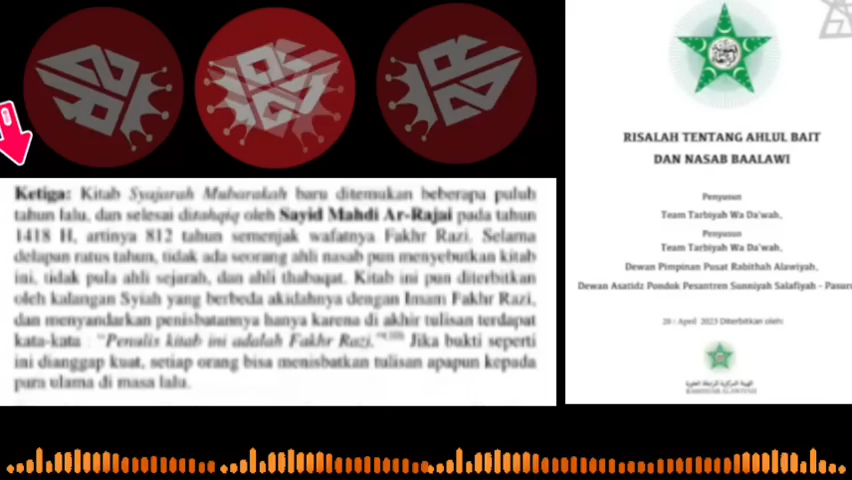 Ketiga: Kitab Syajarah Mubarakah baru ditemukan beberapa puluh
tahun lalu, dan selesai ditahqiq oleh Sayid Mahdi Ar-Rajai pada tahun
1418 H, artinya 812 tahun semenjak wafatnya Fakhr Razi. Selama
delapan ratus tahun, tidak ada seorang ahli nasab pun menyebutkan kitab
ini, tidak pula ahli sejarah, dan ahli thabaqat. Kitab ini pun diterbitkan
oleh kalangan Syiah yang berbeda akidahnya dengan Imam Fakhr Razi,
dan menyandarkan penisbatannya hanya karena di akhir tulisan terdapat
kata-kata : "Penulis kitab ini adalah Fakhr Razi." Jika bukti seperti
ini dianggap kuat, setiap orang bisa menisbatkan tulisan apapun kepada
para ulama di masa lalu.
RISALAH TENTANG AHLUL BAIT
DAN NASAB BAALAWI
Penyusun
Team Tarbiyah Wa Da'wah,
Penyusun
Team Tarbiyah Wa Da'wah,
Dewan Pimpinan Pusat Rabithah Alawiyah,
Dewan Asatidz Pondok Pesantren Sunniyah Salafiyah - Pasuru
20 : April 2023 Diterbitkan oleh:
RABITHAH ALAWIYAH